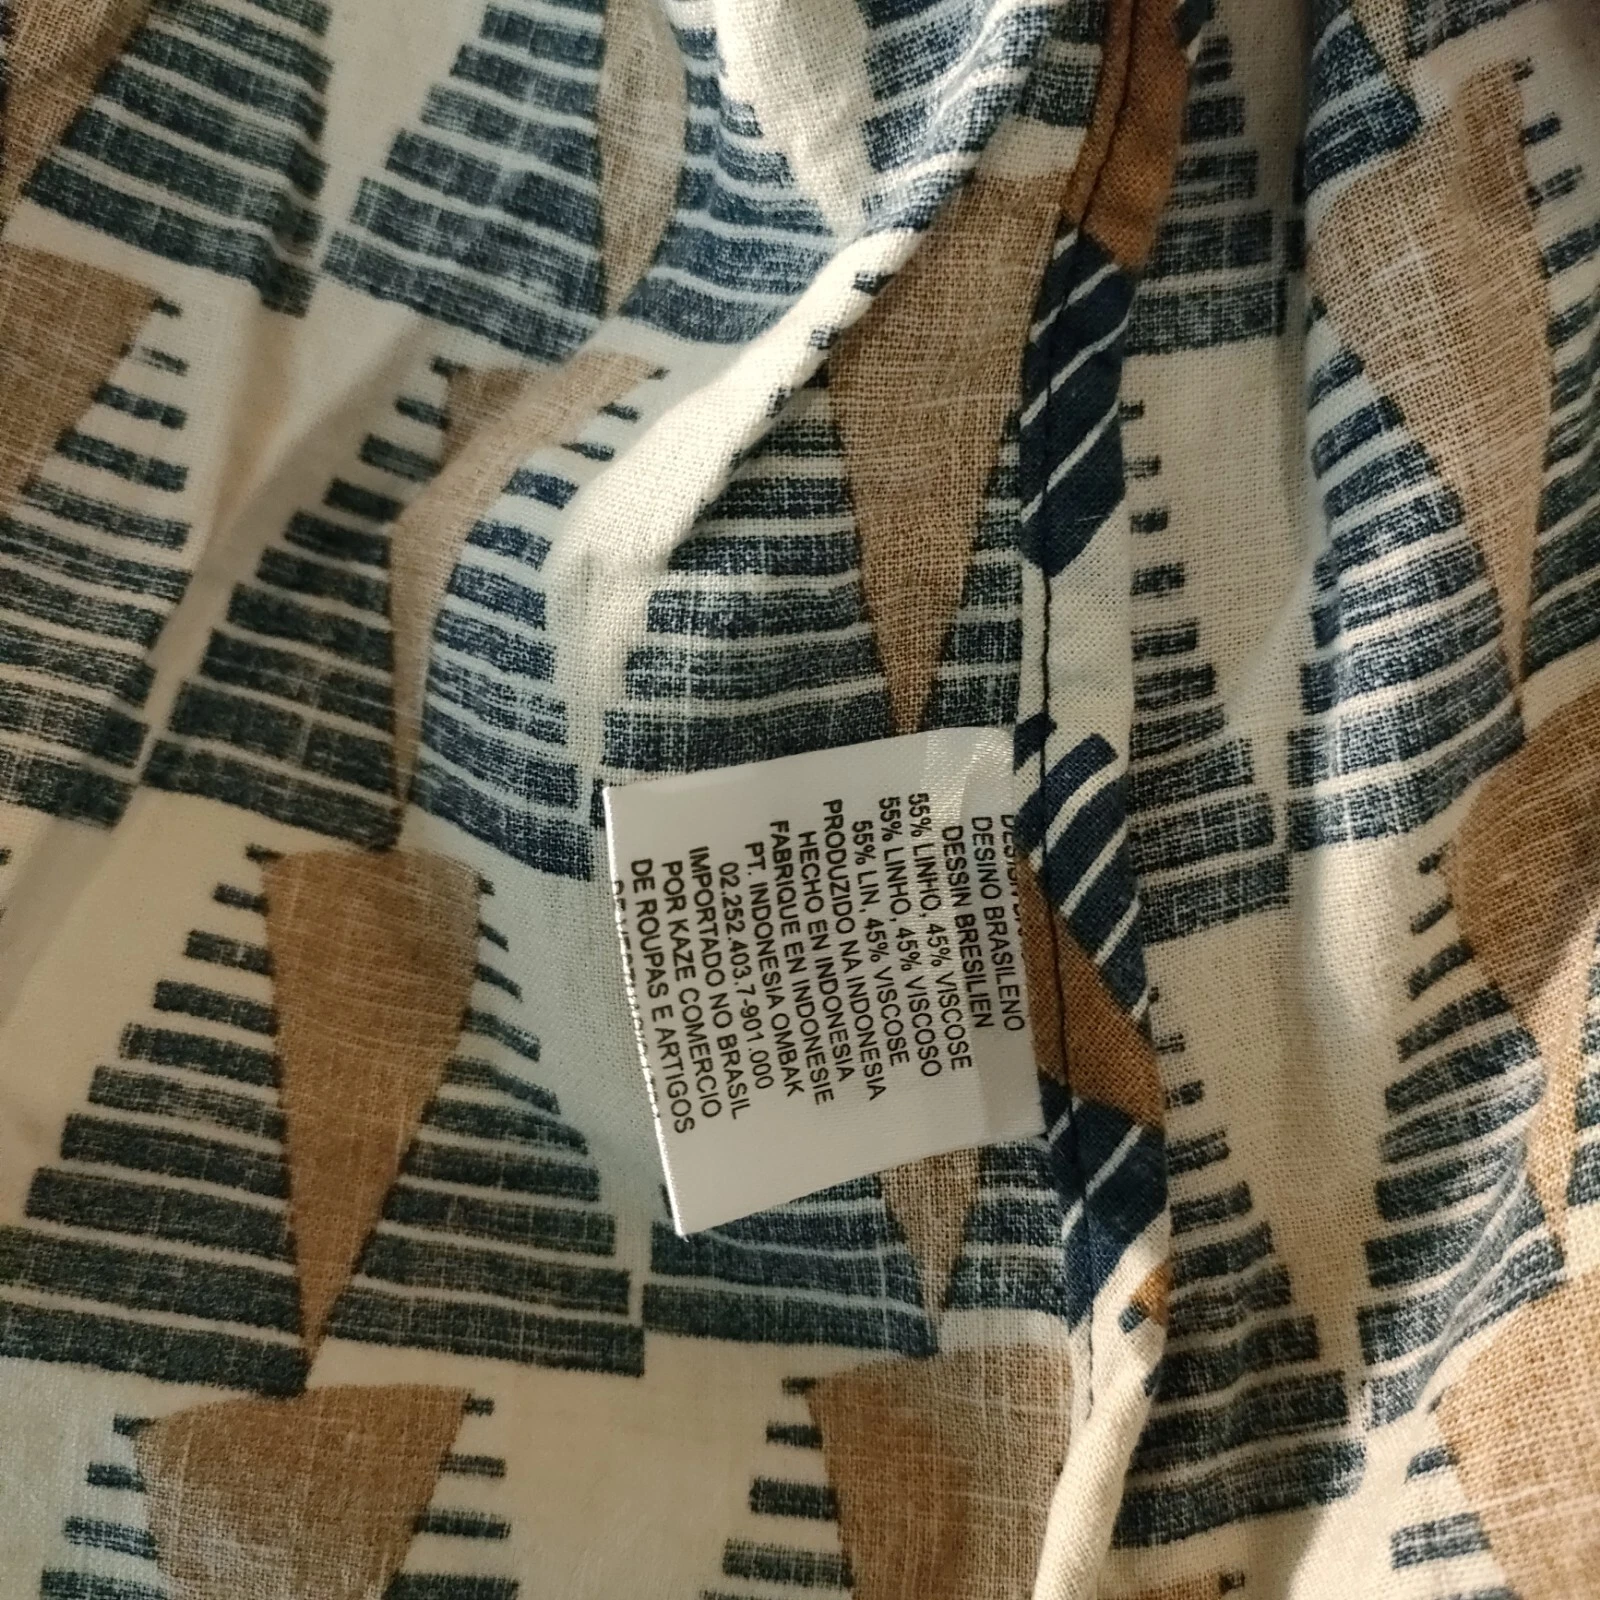 DESINO BRASILENO
DESSIN BRESILIEN
55% LINHO, 45% VISCOSE
55% LINHO, 45% VISCOSO
55% LIN, 45% VISCOSE
PRODUZIDO NA INDONESIA
HECHO EN INDONESIA
FABRIQUE EN INDONESIE
PT. INDONESIA OMBAK
02.252.403.7-901.000
IMPORTADO NO BRASIL
POR KAZE COMERCIO
DE ROUPAS E ARTIGOS